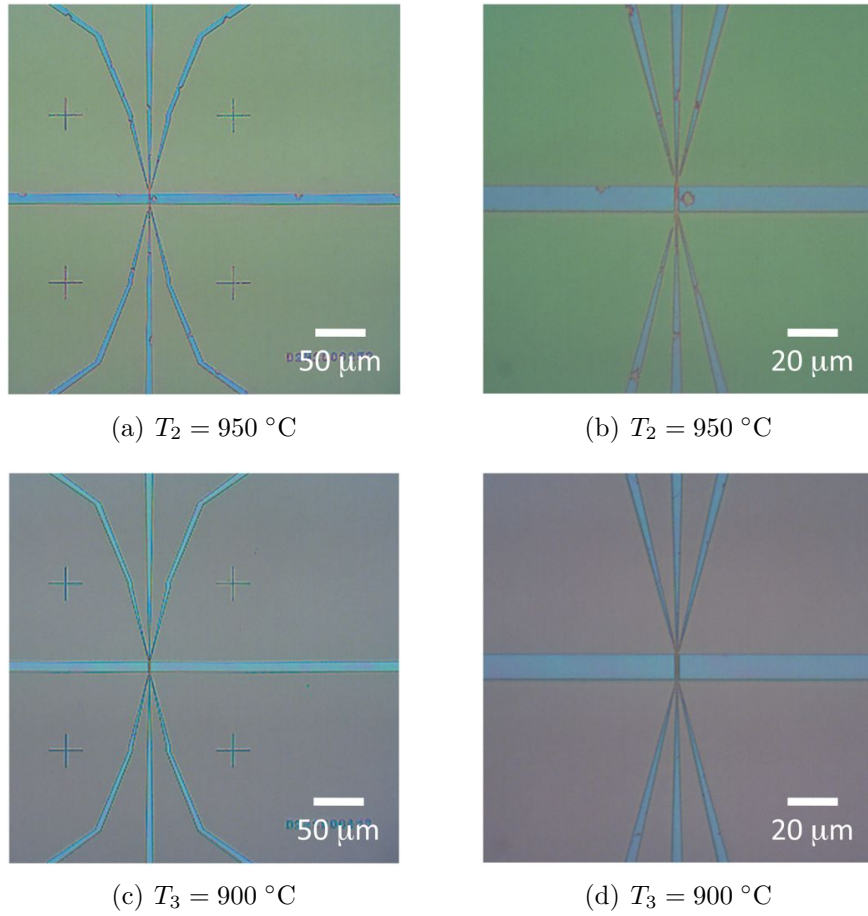 50 μm
20 μm
(a) T₂ = 950 °C
(b) T₂ = 950 °C
50 μm
20 μm
(c) T₃ = 900 °C
(d) T₃ = 900 °C